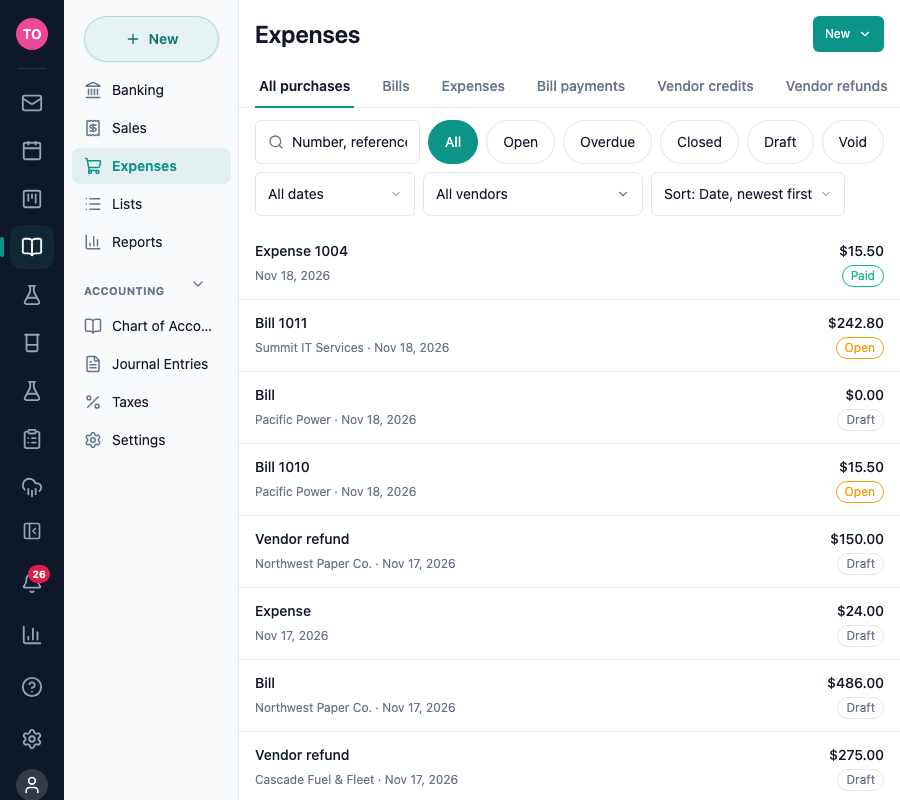 TO
26
New
Banking
Sales
Expenses
Lists
Reports
ACCOUNTING
Chart of Acco...
Journal Entries
Taxes
Settings
Expenses
New
All purchases
Bills
Expenses
Bill payments
Vendor credits
Vendor refunds
Number, reference
All
Open
Overdue
Closed
Draft
Void
All dates
All vendors
Sort: Date, newest first
Expense 1004
$15.50
Nov 18, 2026
Paid
Bill 1011
$242.80
Summit IT Services · Nov 18, 2026
Open
Bill
$0.00
Pacific Power · Nov 18, 2026
Draft
Bill 1010
$15.50
Pacific Power · Nov 18, 2026
Open
Vendor refund
$150.00
Northwest Paper Co. · Nov 17, 2026
Draft
Expense
$24.00
Nov 17, 2026
Draft
Bill
$486.00
Northwest Paper Co. · Nov 17, 2026
Draft
Vendor refund
$275.00
Cascade Fuel & Fleet · Nov 17, 2026
Draft